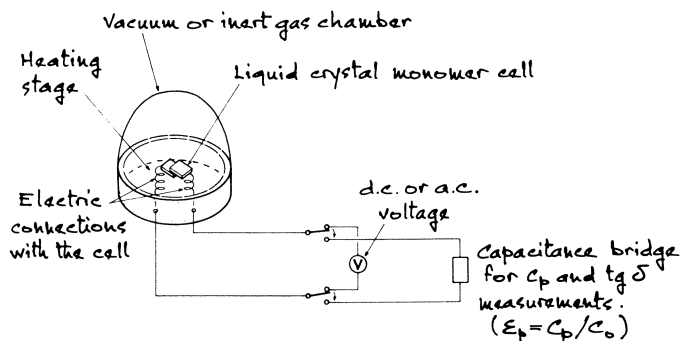 Vacuum or inert gas chamber
Heating
stage
Liquid crystal monomer cell
Electric
connections
with the cell
d.c. or a.c.
voltage
V
Capacitance bridge
for Cp and tg δ
measurements.
(Ɛp = Cp/Co)